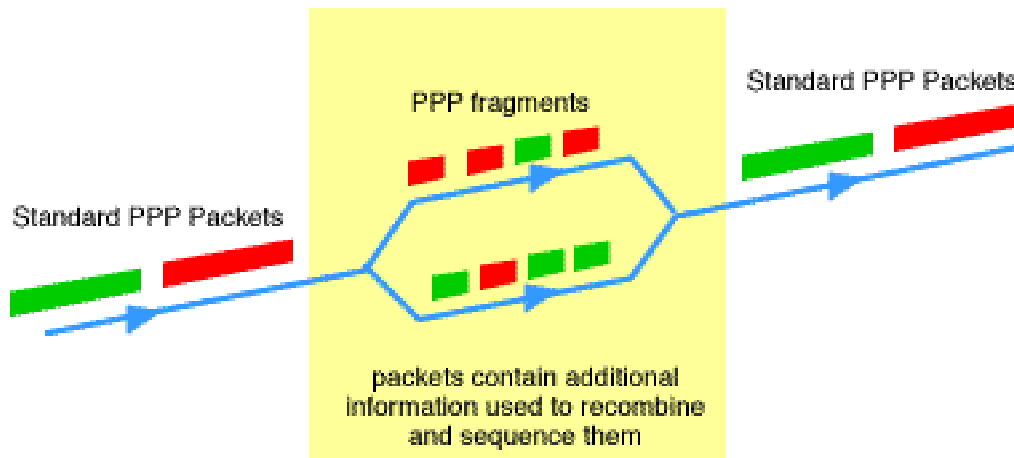 Standard PPP Packets
PPP fragments
Standard PPP Packets
packets contain additional
information used to recombine
and sequence them